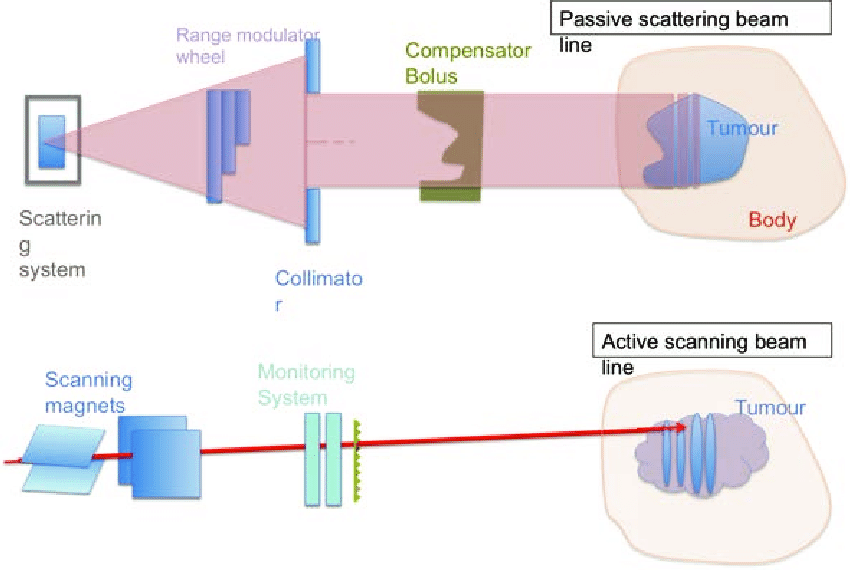 Passive scattering beam
line
Range modulator
wheel
Compensator
Bolus
Tumour
Body
Scatterin
g
system
Collimato
r
Active scanning beam
line
Scanning
magnets
Monitoring
System
Tumour